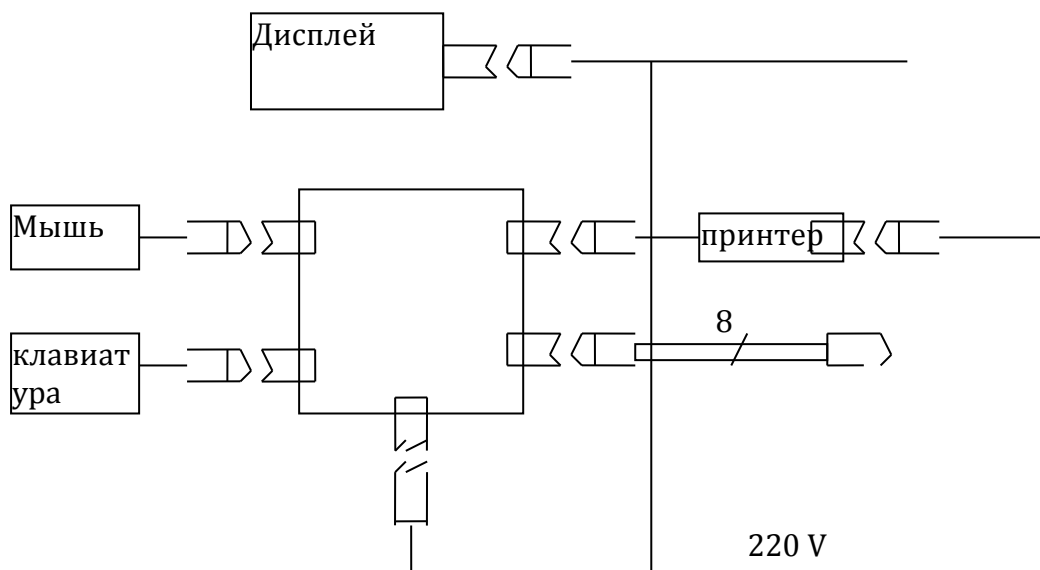 Дисплей
Мышь
принтер
8
клавиат
ура
220 V